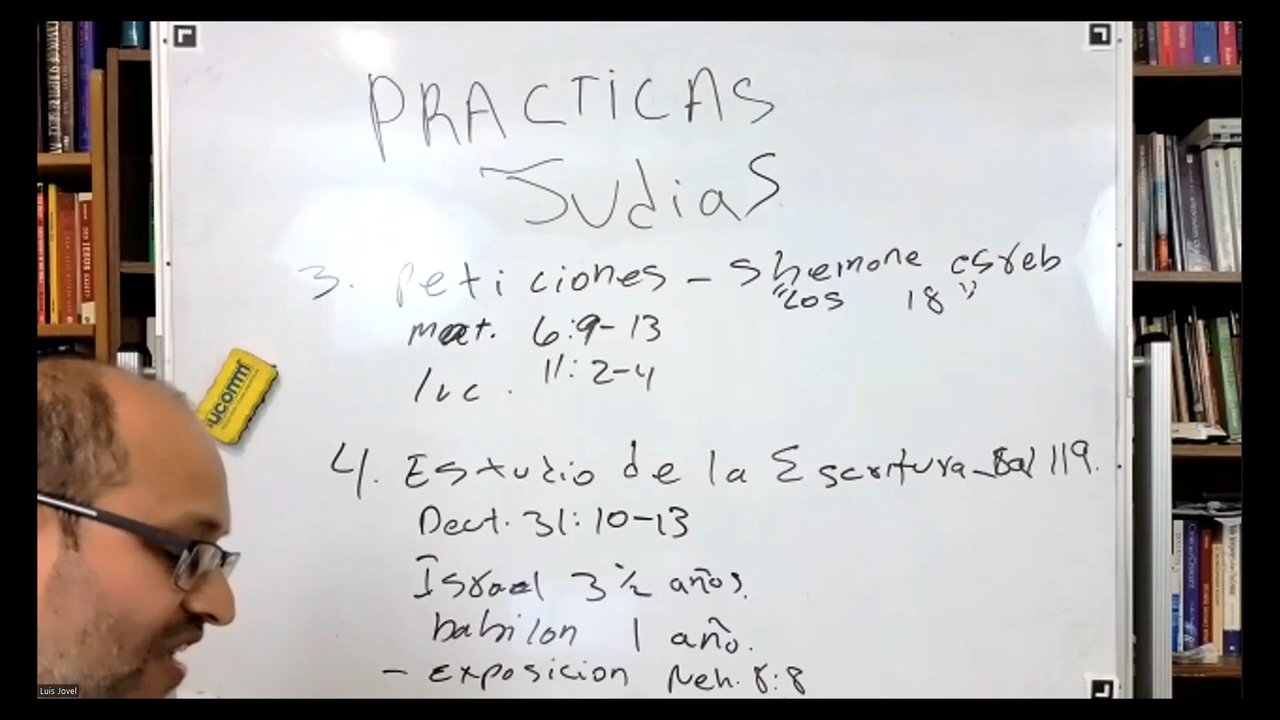 PRACTICAS
JudiaS
3. peticiones - Shemone esreb
"Los 18"
mat. 6:9-13
luc. 11:2-4
4. Estudio de la Escritura - Sal 119.
Deut. 31:10-13
Israel 3 ½ años.
babilon 1 año.
- exposicion Neh. 8:8
ucomm
Luis Jovel